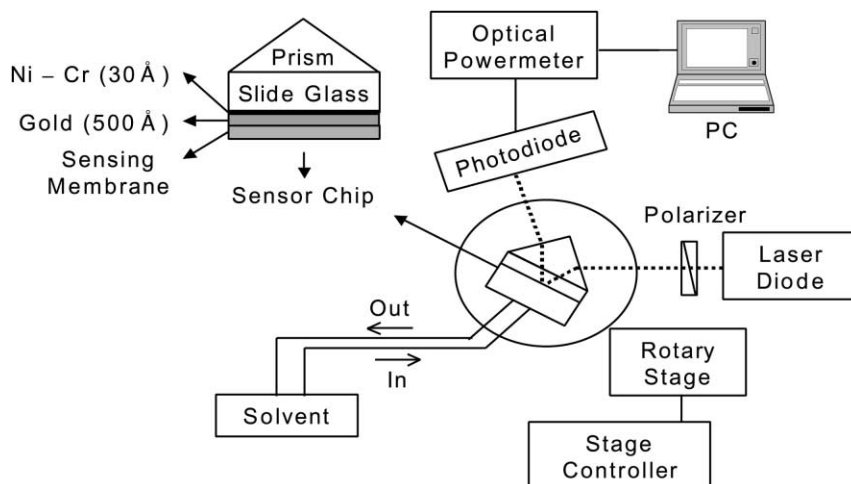 Prism
Ni – Cr (30 Å)
Slide Glass
Gold (500 Å)
Sensing
Membrane
Sensor Chip
Optical
Powermeter
PC
Photodiode
Polarizer
Laser
Diode
Out
In
Solvent
Rotary
Stage
Stage
Controller